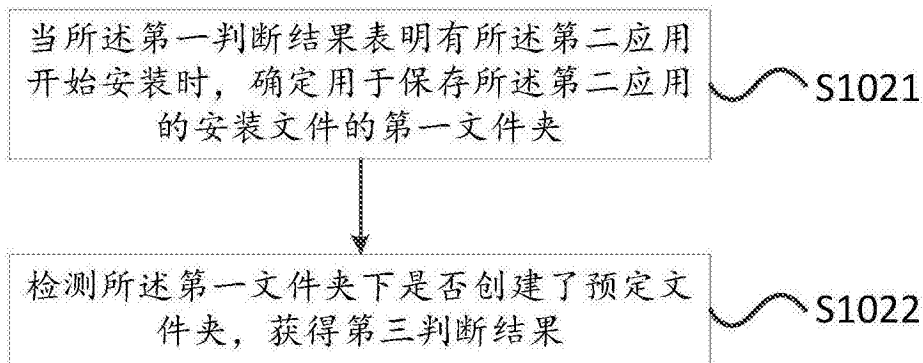 当所述第一判断结果表明有所述第二应用
开始安装时，确定用于保存所述第二应用
的安装文件的第一文件夹
S1021
检测所述第一文件夹下是否创建了预定文
件夹，获得第三判断结果
S1022